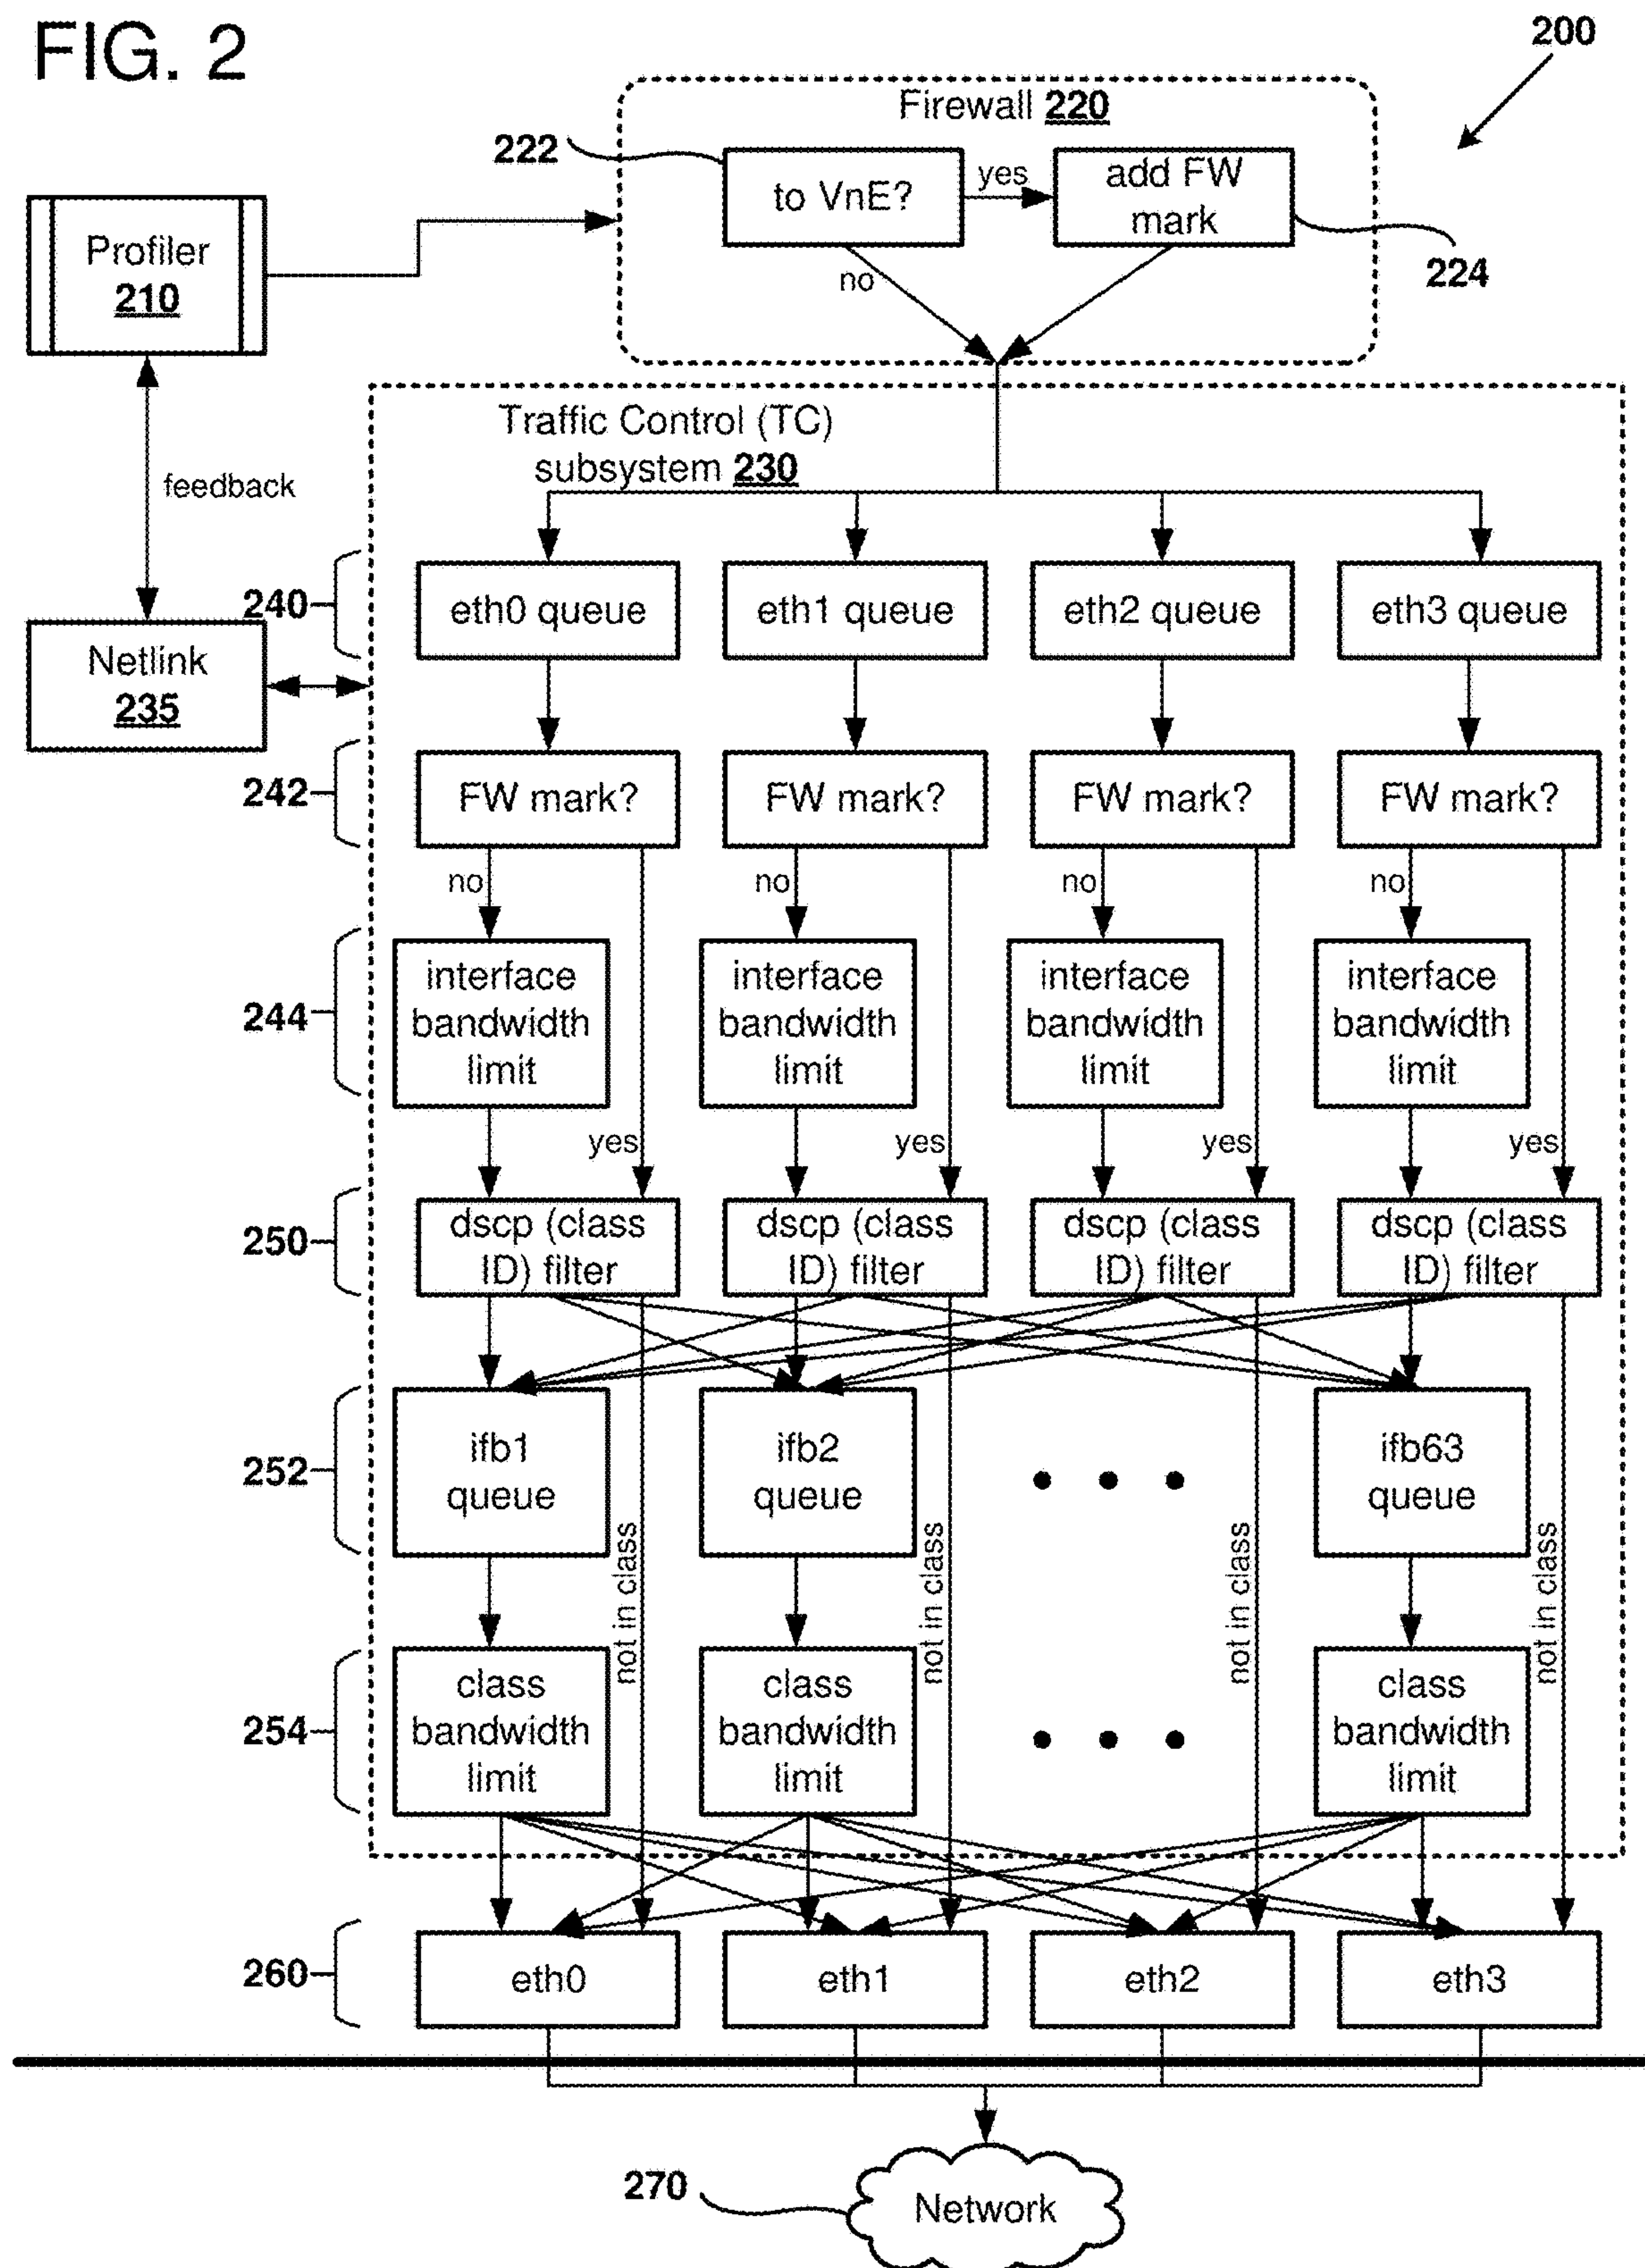 FIG. 2
200
Firewall 220
222
to VnE?
yes
add FW
mark
224
no
Profiler
210
feedback
Netlink
235
Traffic Control (TC)
subsystem 230
240
eth0 queue
eth1 queue
eth2 queue
eth3 queue
242
FW mark?
FW mark?
FW mark?
FW mark?
no
no
no
no
244
interface
bandwidth
limit
interface
bandwidth
limit
interface
bandwidth
limit
interface
bandwidth
limit
yes
yes
yes
yes
250
dscp (class
ID) filter
dscp (class
ID) filter
dscp (class
ID) filter
dscp (class
ID) filter
252
ifb1
queue
ifb2
queue
ifb63
queue
not in class
not in class
not in class
not in class
254
class
bandwidth
limit
class
bandwidth
limit
class
bandwidth
limit
260
eth0
eth1
eth2
eth3
270
Network